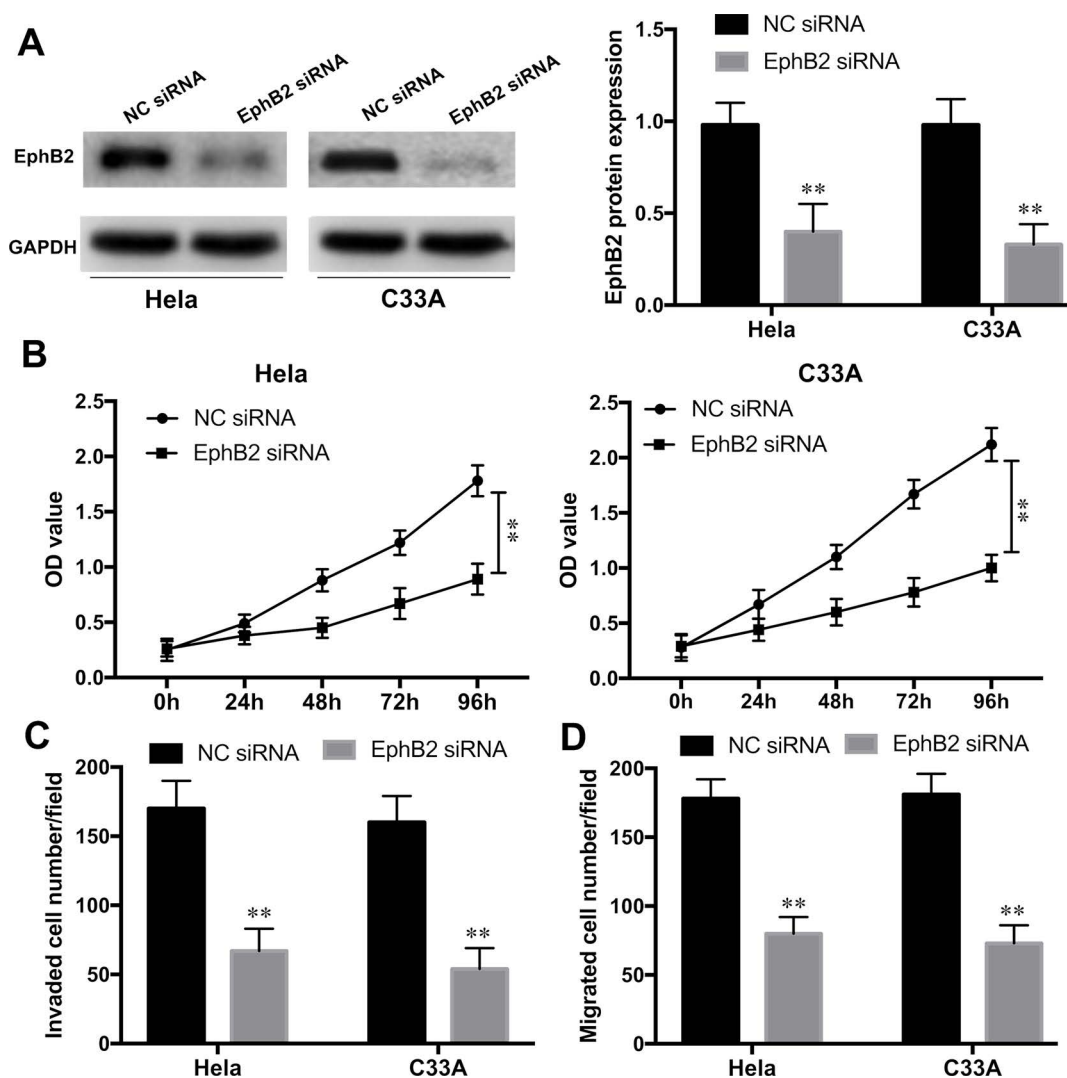 A
NC siRNA
EphB2 siRNA
NC siRNA
EphB2 siRNA
EphB2
GAPDH
Hela
C33A
NC siRNA
EphB2 siRNA
EphB2 protein expression
1.5
1.0
0.5
0.0
**
**
Hela
C33A
B
Hela
NC siRNA
EphB2 siRNA
OD value
2.5
2.0
1.5
1.0
0.5
0.0
**
0h 24h 48h 72h 96h
C33A
NC siRNA
EphB2 siRNA
OD value
2.5
2.0
1.5
1.0
0.5
0.0
**
0h 24h 48h 72h 96h
C
NC siRNA
EphB2 siRNA
Invaded cell number/field
200
150
100
50
0
**
**
Hela
C33A
D
NC siRNA
EphB2 siRNA
Migrated cell number/field
200
150
100
50
0
**
**
Hela
C33A